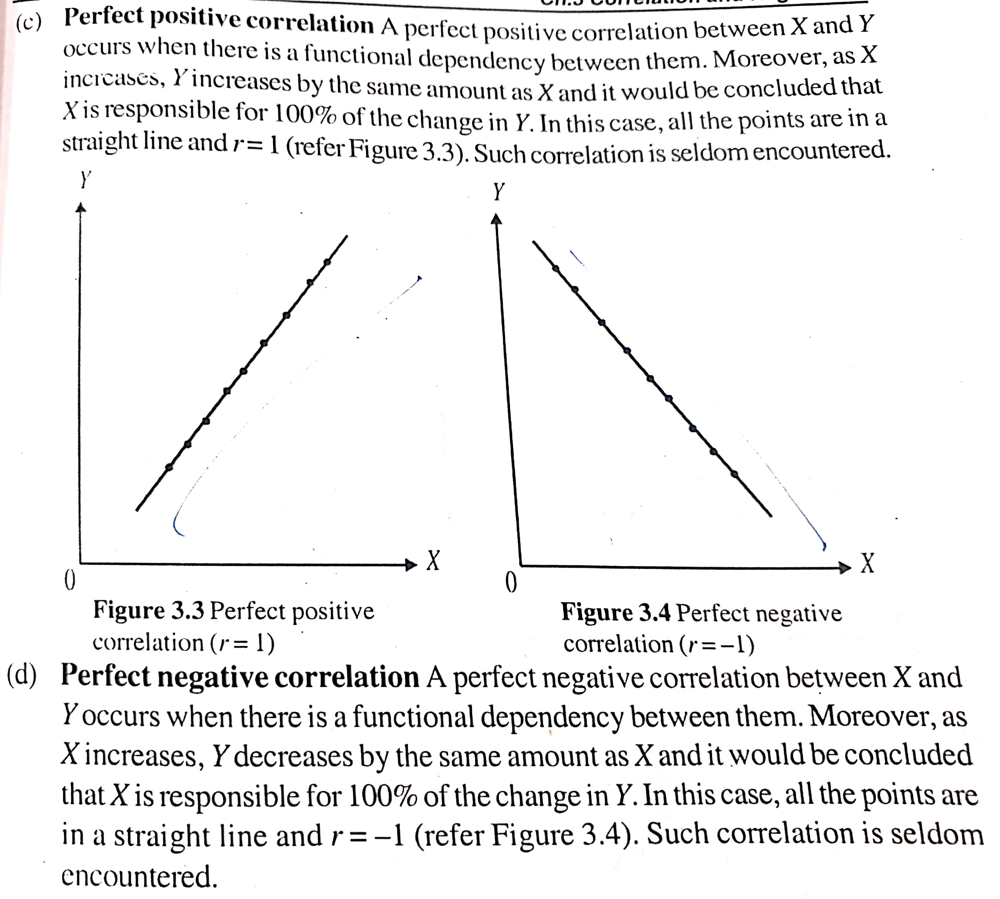 (c) Perfect positive correlation A perfect positive correlation between X and Y
occurs when there is a functional dependency between them. Moreover, as X
increases, Y increases by the same amount as X and it would be concluded that
X is responsible for 100% of the change in Y. In this case, all the points are in a
straight line and r = 1 (refer Figure 3.3). Such correlation is seldom encountered.
Y
X
0
Figure 3.3 Perfect positive
correlation (r = 1)
Y
X
0
Figure 3.4 Perfect negative
correlation (r = –1)
(d) Perfect negative correlation A perfect negative correlation between X and
Y occurs when there is a functional dependency between them. Moreover, as
X increases, Y decreases by the same amount as X and it would be concluded
that X is responsible for 100% of the change in Y. In this case, all the points are
in a straight line and r = –1 (refer Figure 3.4). Such correlation is seldom
encountered.